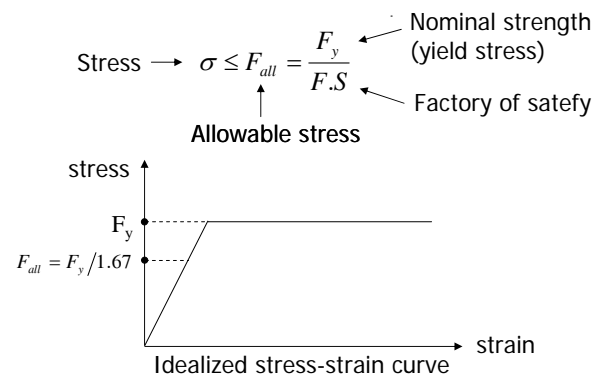 Nominal strength
(yield stress)
Stress → σ ≤ F_all = F_y / F.S
Factory of satefy
Allowable stress
stress
F_y
F_all = F_y/1.67
strain
Idealized stress-strain curve